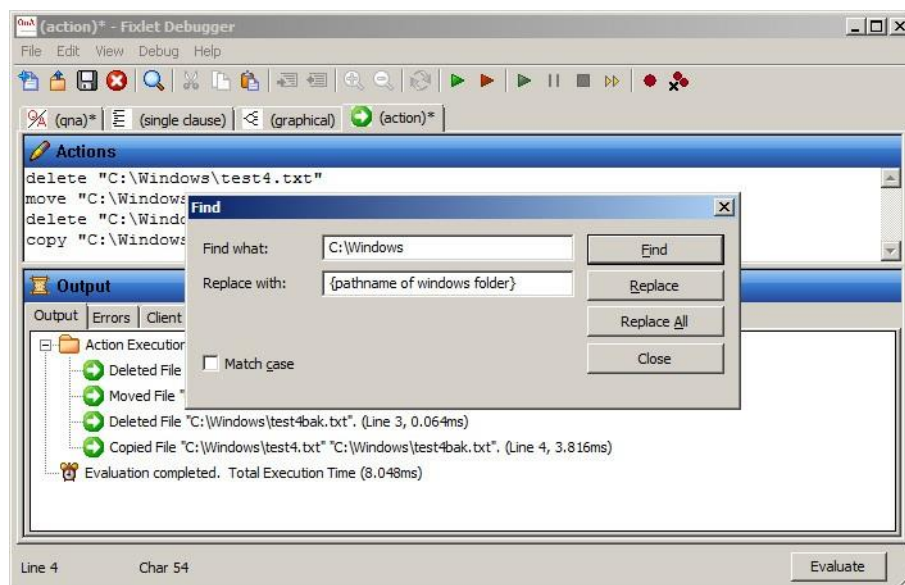 QnA (action)* - Fixlet Debugger
File Edit View Debug Help
(qna)* (single clause) (graphical) (action)*
Actions
delete "C:\Windows\test4.txt"
move "C:\Windows
delete "C:\Windo
copy "C:\Windows
Find
Find what: C:\Windows Find
Replace with: {pathname of windows folder} Replace
Replace All
Match case Close
Output
Output Errors Client
Action Execution
Deleted File
Moved File "
Deleted File "C:\Windows\test4bak.txt". (Line 3, 0.064ms)
Copied File "C:\Windows\test4.txt" "C:\Windows\test4bak.txt". (Line 4, 3.816ms)
Evaluation completed. Total Execution Time (8.048ms)
Line 4 Char 54 Evaluate